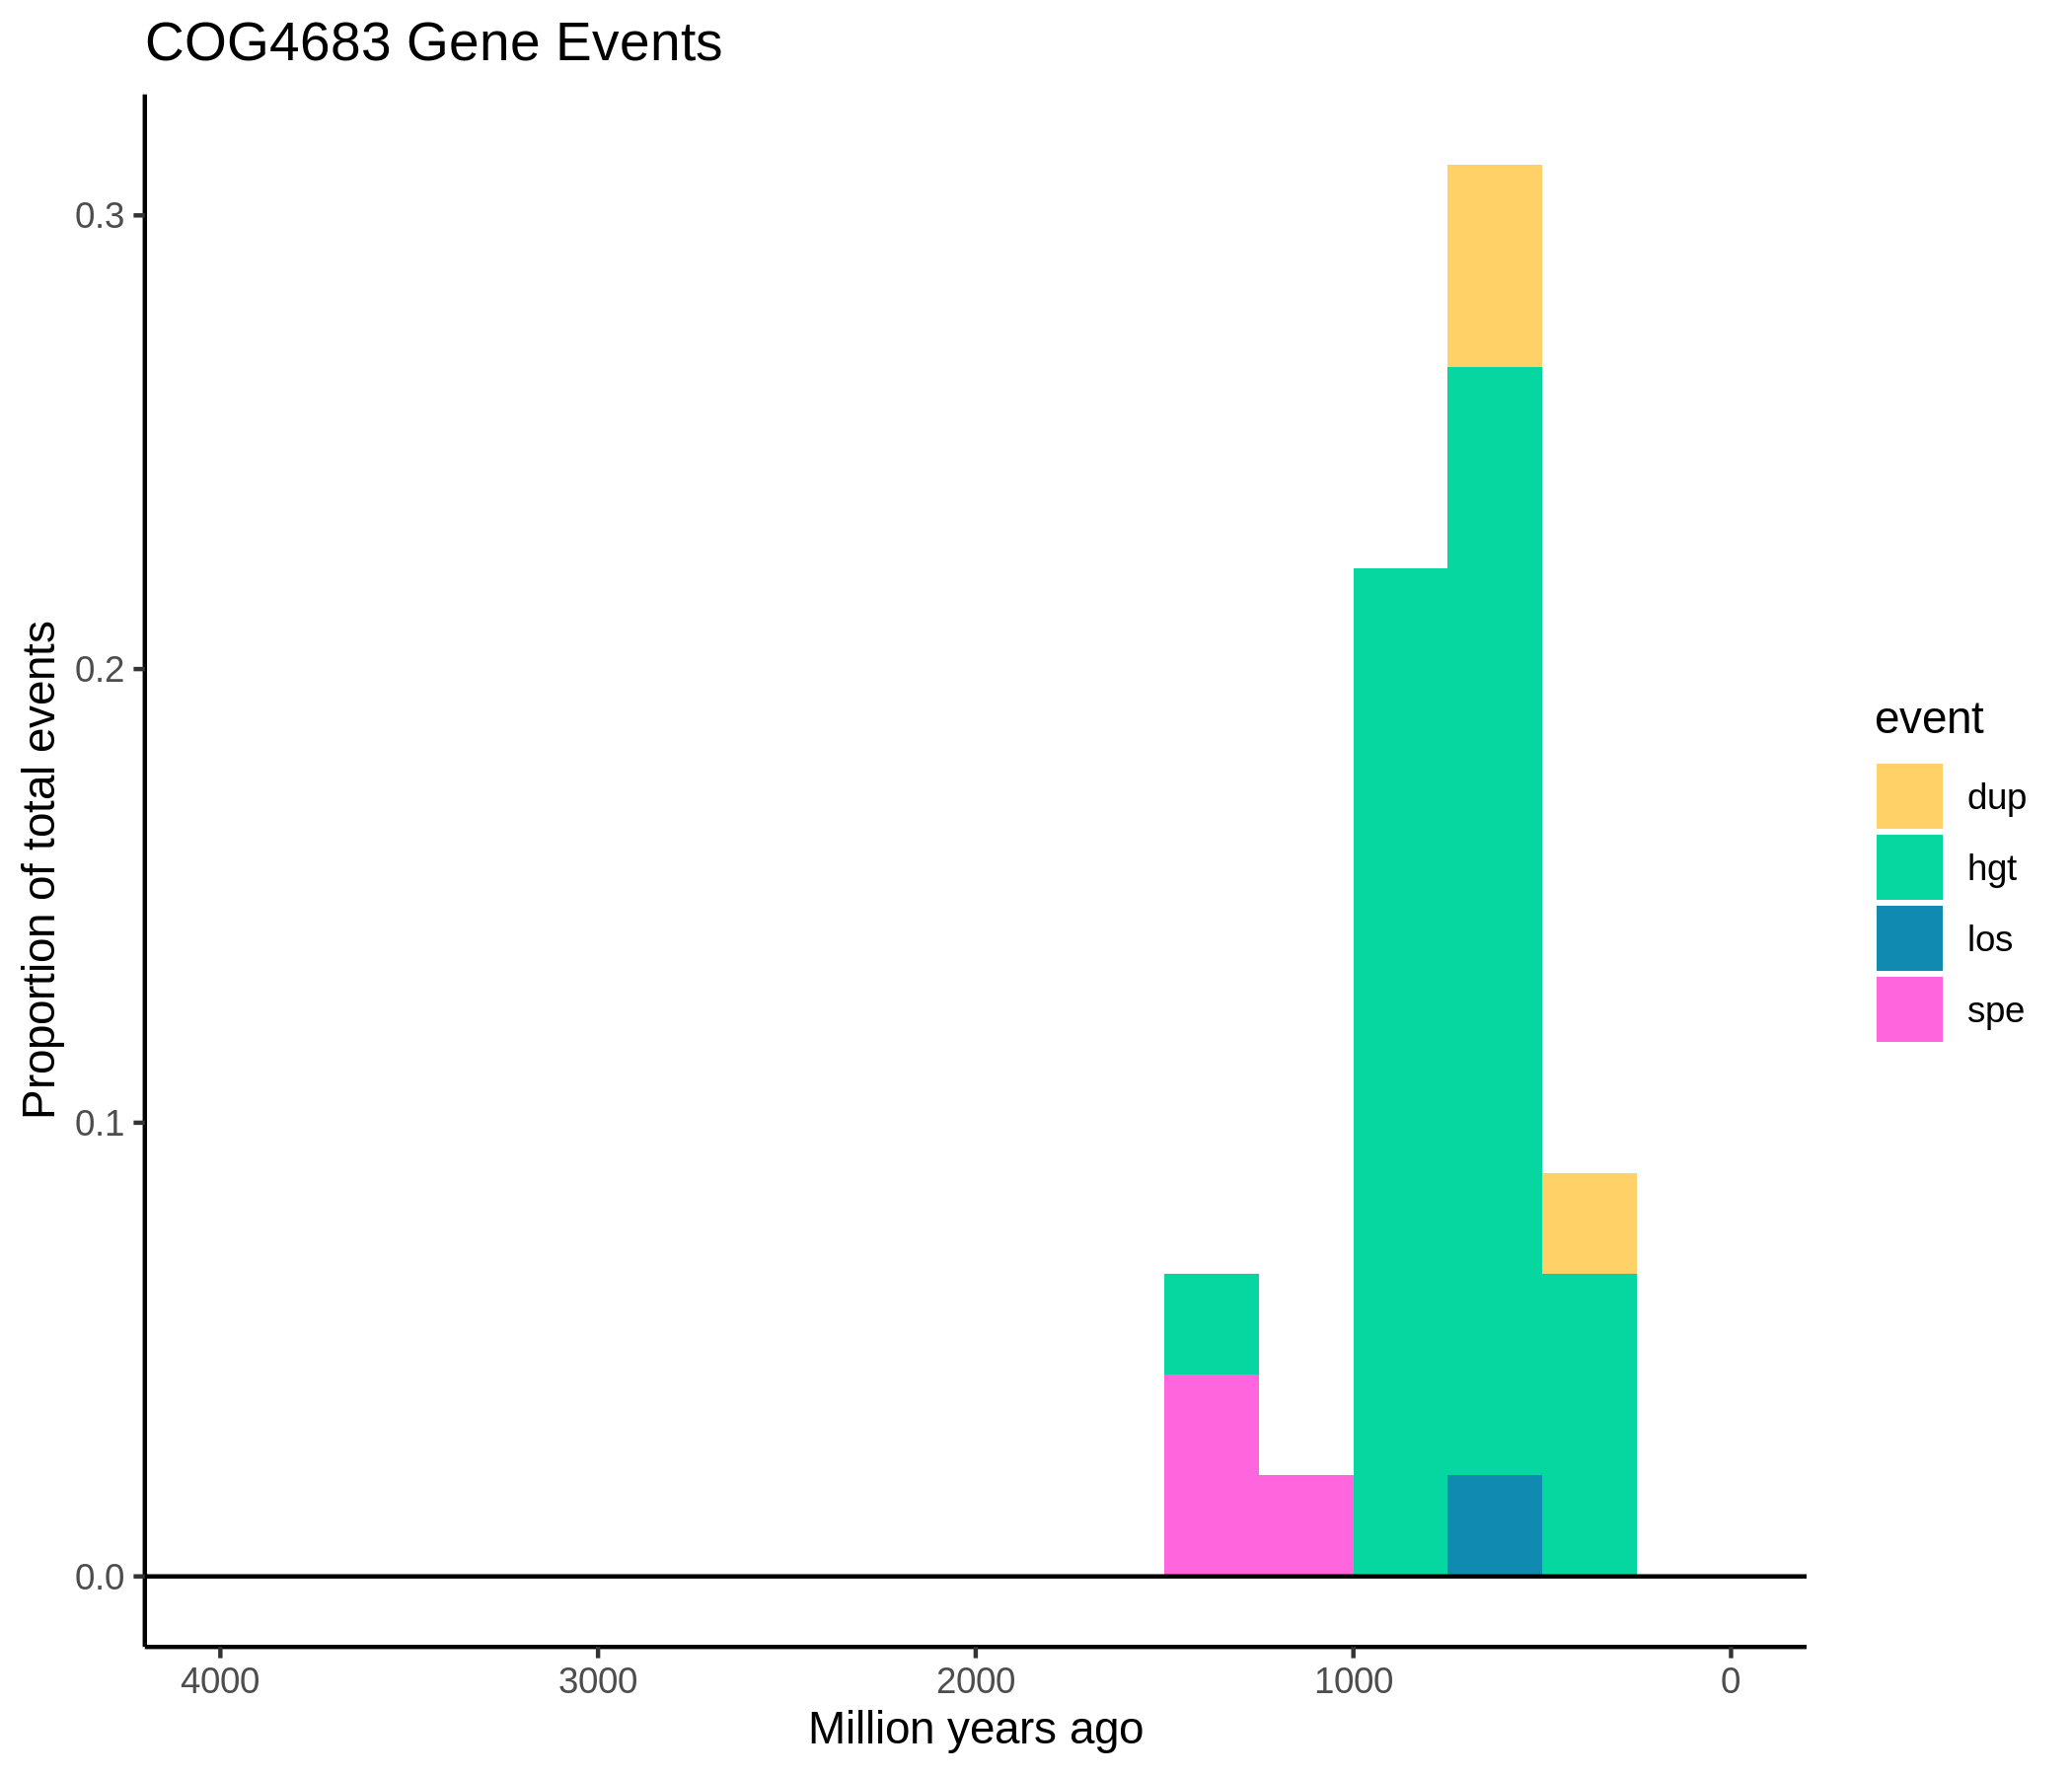 COG4683 Gene Events
Proportion of total events
0.3
0.2
0.1
0.0
4000 3000 2000 1000 0
Million years ago
event
dup
hgt
los
spe